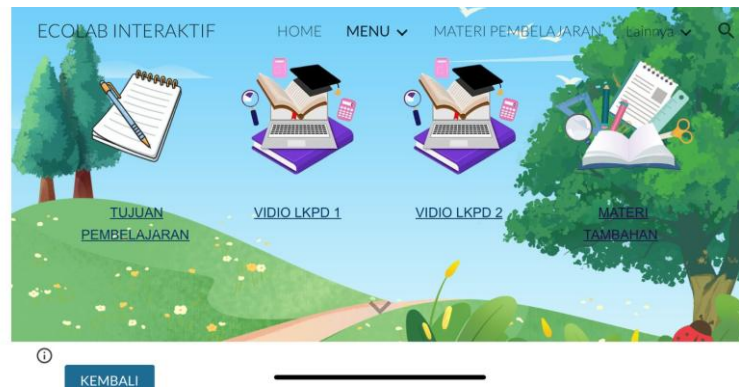 ECOLAB INTERAKTIF HOME MENU MATERI PEMBELAJARAN Lainnya
TUJUAN
PEMBELAJARAN
VIDIO LKPD 1
VIDIO LKPD 2
MATERI
TAMBAHAN
KEMBALI